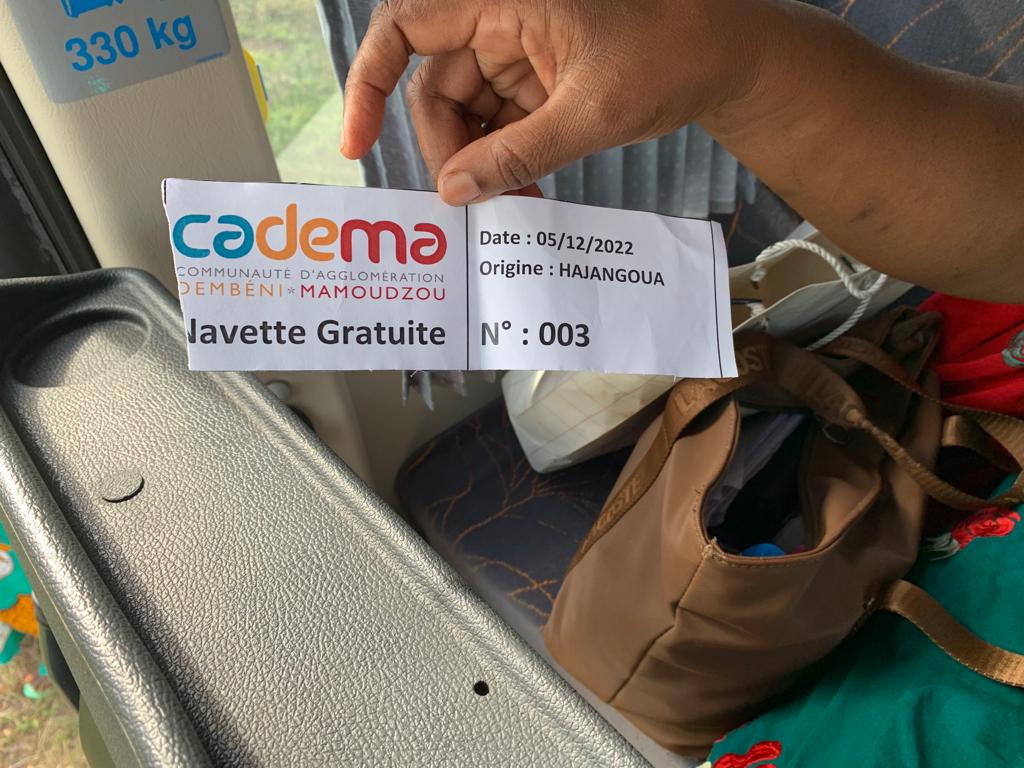 330 kg
cadema
COMMUNAUTÉ D'AGGLOMÉRATION
DEMBÉNI*MAMOUDZOU
Navette Gratuite
Date : 05/12/2022
Origine : HAJANGOUA
N° : 003